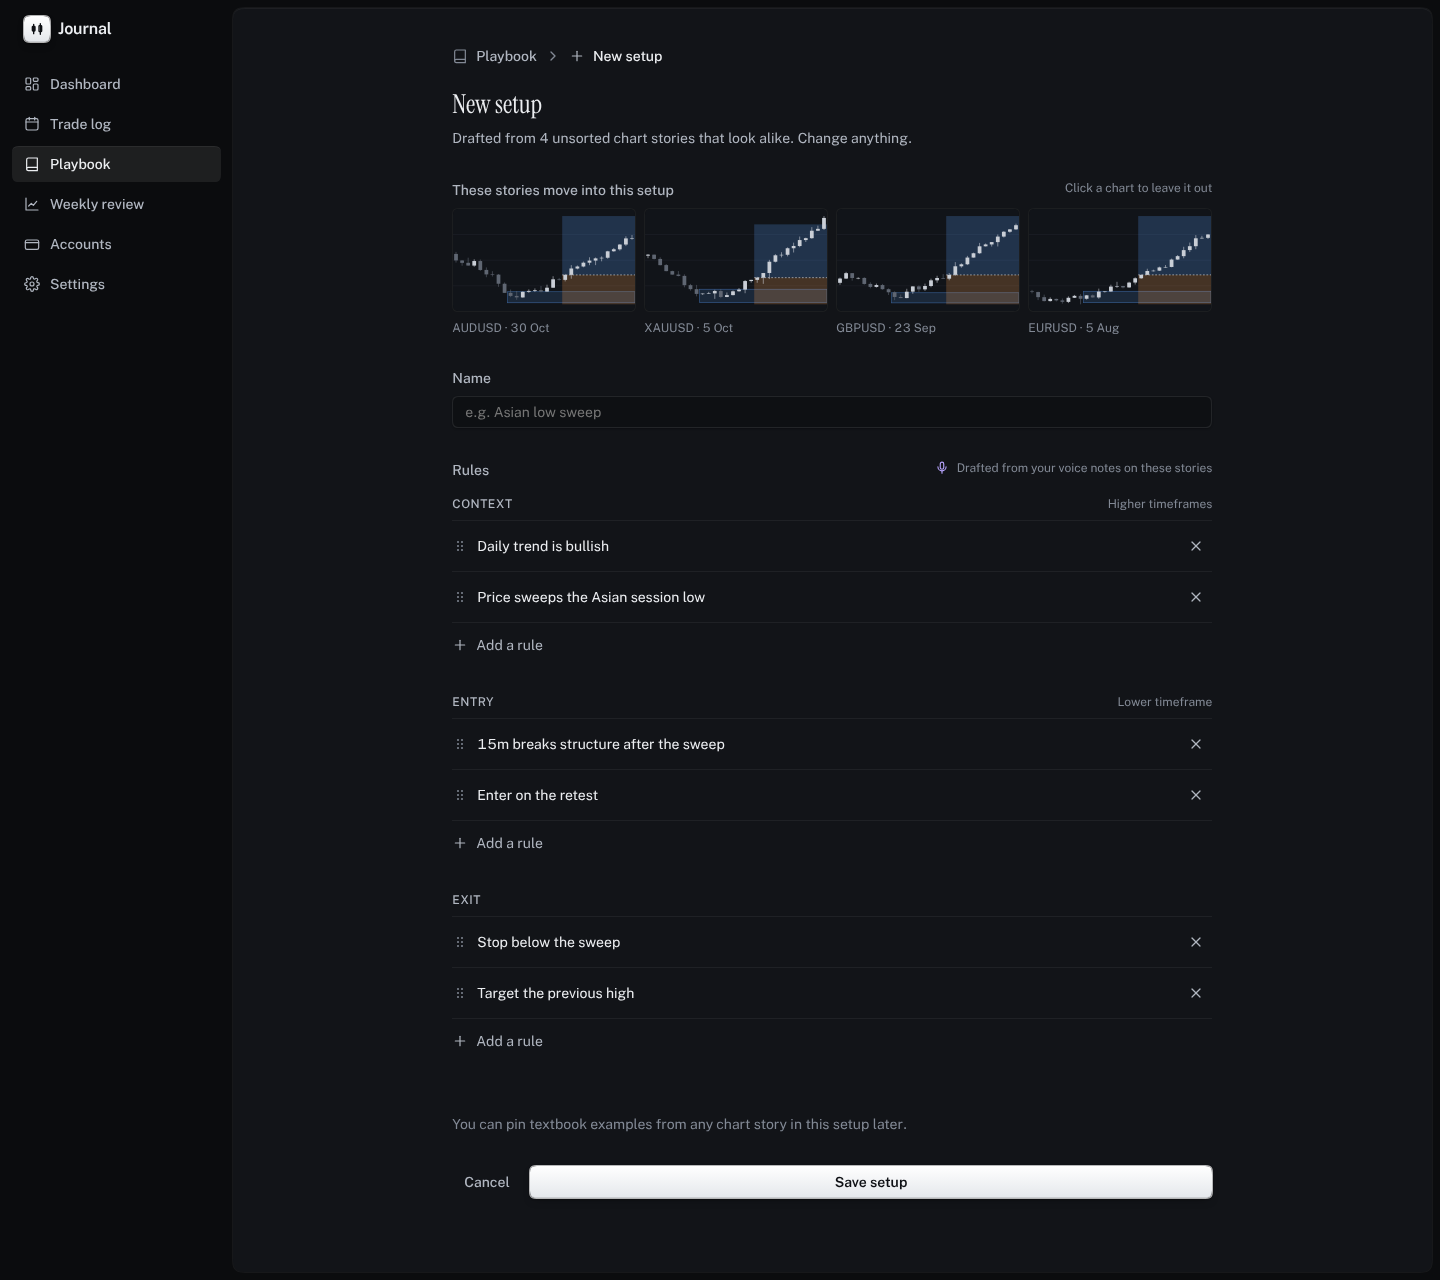 Journal
Dashboard
Trade log
Playbook
Weekly review
Accounts
Settings
Playbook
New setup
New setup
Drafted from 4 unsorted chart stories that look alike. Change anything.
These stories move into this setup
Click a chart to leave it out
AUDUSD · 30 Oct
XAUUSD · 5 Oct
GBPUSD · 23 Sep
EURUSD · 5 Aug
Name
e.g. Asian low sweep
Rules
Drafted from your voice notes on these stories
CONTEXT
Higher timeframes
Daily trend is bullish
Price sweeps the Asian session low
Add a rule
ENTRY
Lower timeframe
15m breaks structure after the sweep
Enter on the retest
Add a rule
EXIT
Stop below the sweep
Target the previous high
Add a rule
You can pin textbook examples from any chart story in this setup later.
Cancel
Save setup